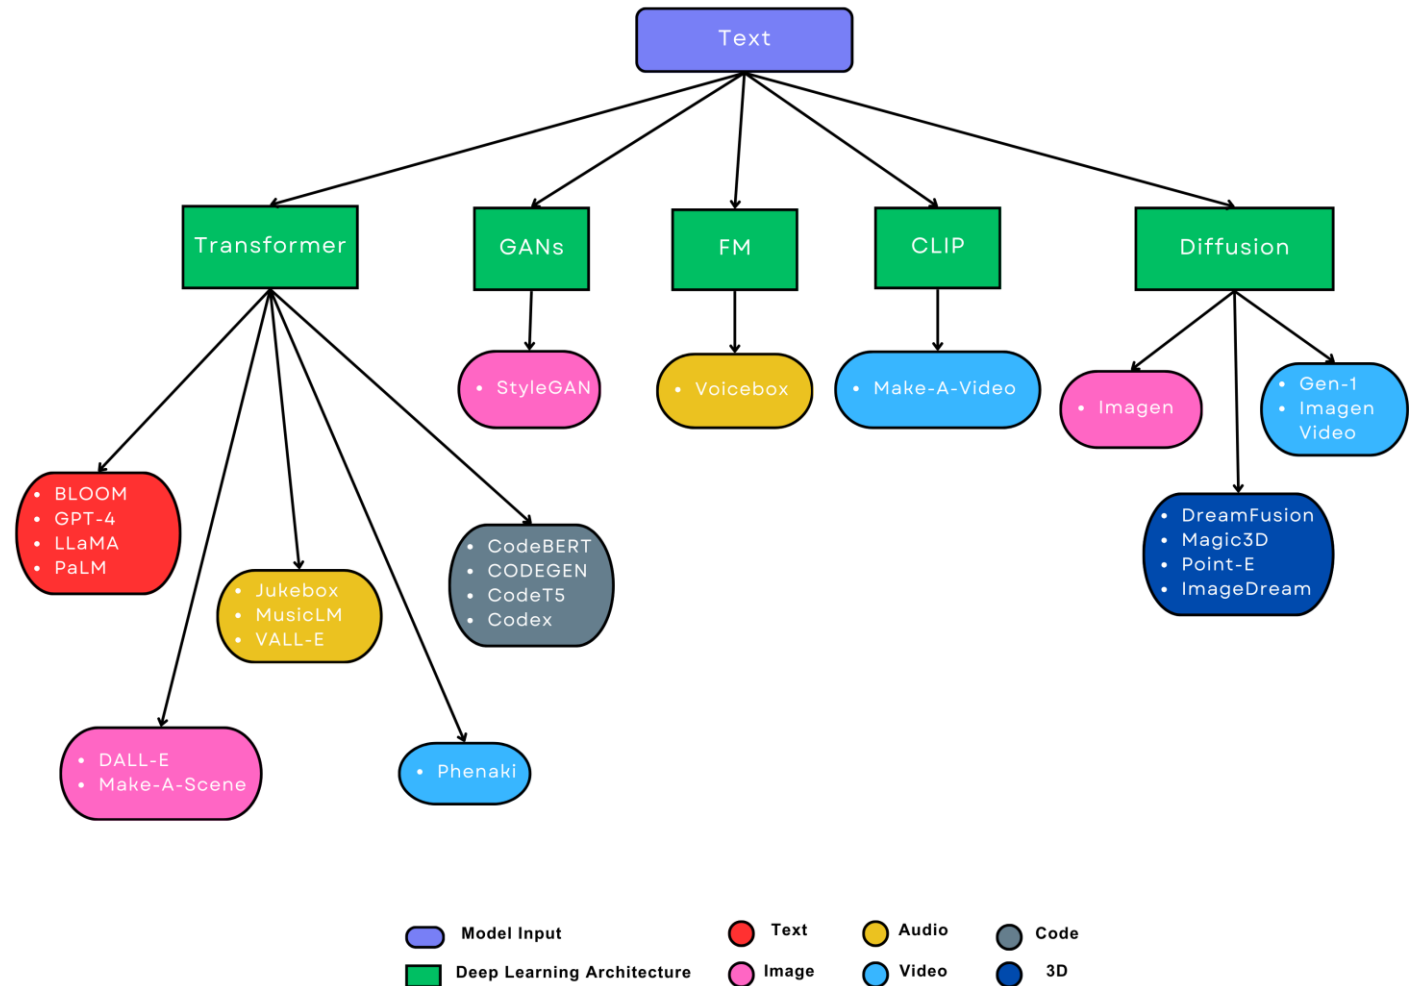 Text
Transformer
GANs
FM
CLIP
Diffusion
• StyleGAN
• Voicebox
• Make-A-Video
• Imagen
• Gen-1
• Imagen
Video
• BLOOM
• GPT-4
• LLaMA
• PaLM
• Jukebox
• MusicLM
• VALL-E
• CodeBERT
• CODEGEN
• CodeT5
• Codex
• DreamFusion
• Magic3D
• Point-E
• ImageDream
• DALL-E
• Make-A-Scene
• Phenaki
Model Input
Text
Audio
Code
Deep Learning Architecture
Image
Video
3D